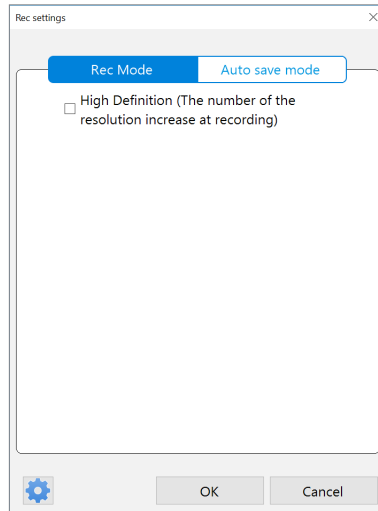 Rec settings
Rec Mode
Auto save mode
High Definition (The number of the
resolution increase at recording)
OK
Cancel